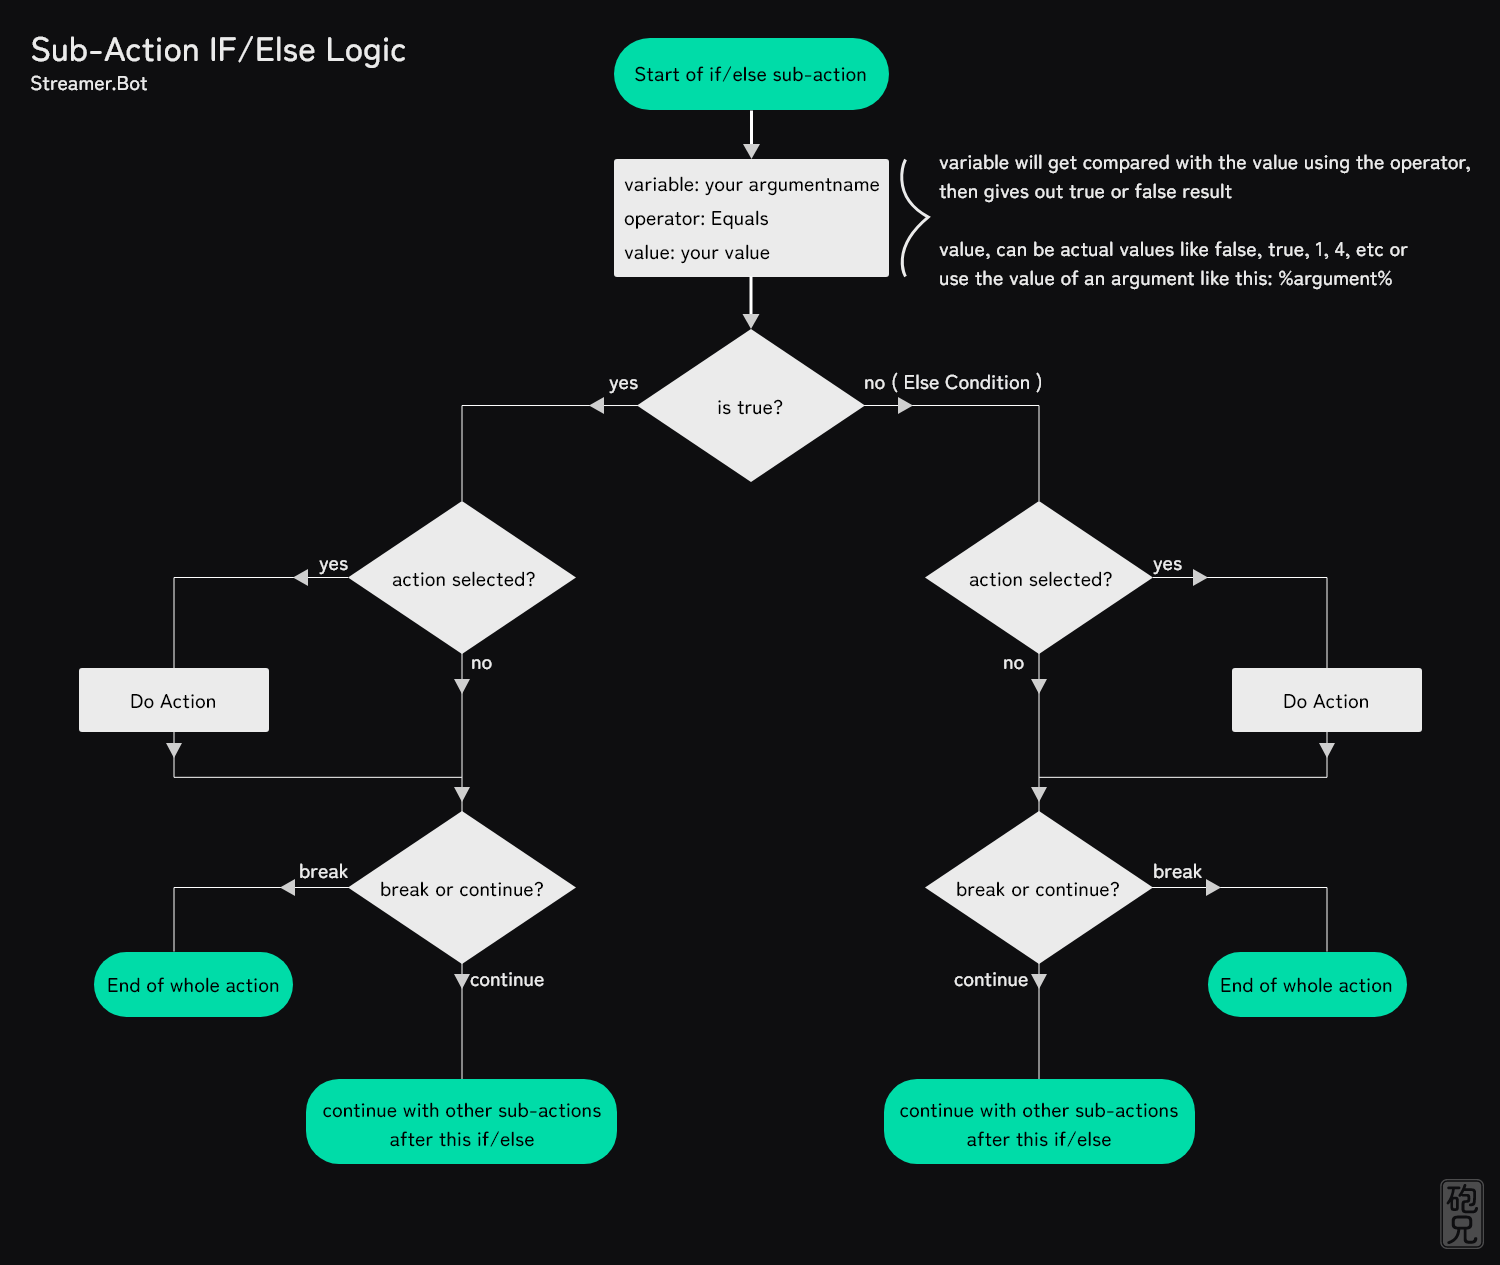 Sub-Action IF/Else Logic
Streamer.Bot
Start of if/else sub-action
variable: your argumentname
operator: Equals
value: your value
variable will get compared with the value using the operator,
then gives out true or false result
value, can be actual values like false, true, 1, 4, etc or
use the value of an argument like this: %argument%
is true?
yes
no ( Else Condition )
action selected?
yes
no
Do Action
break or continue?
break
continue
End of whole action
continue with other sub-actions
after this if/else
action selected?
yes
no
Do Action
break or continue?
break
continue
End of whole action
continue with other sub-actions
after this if/else
砲
兄